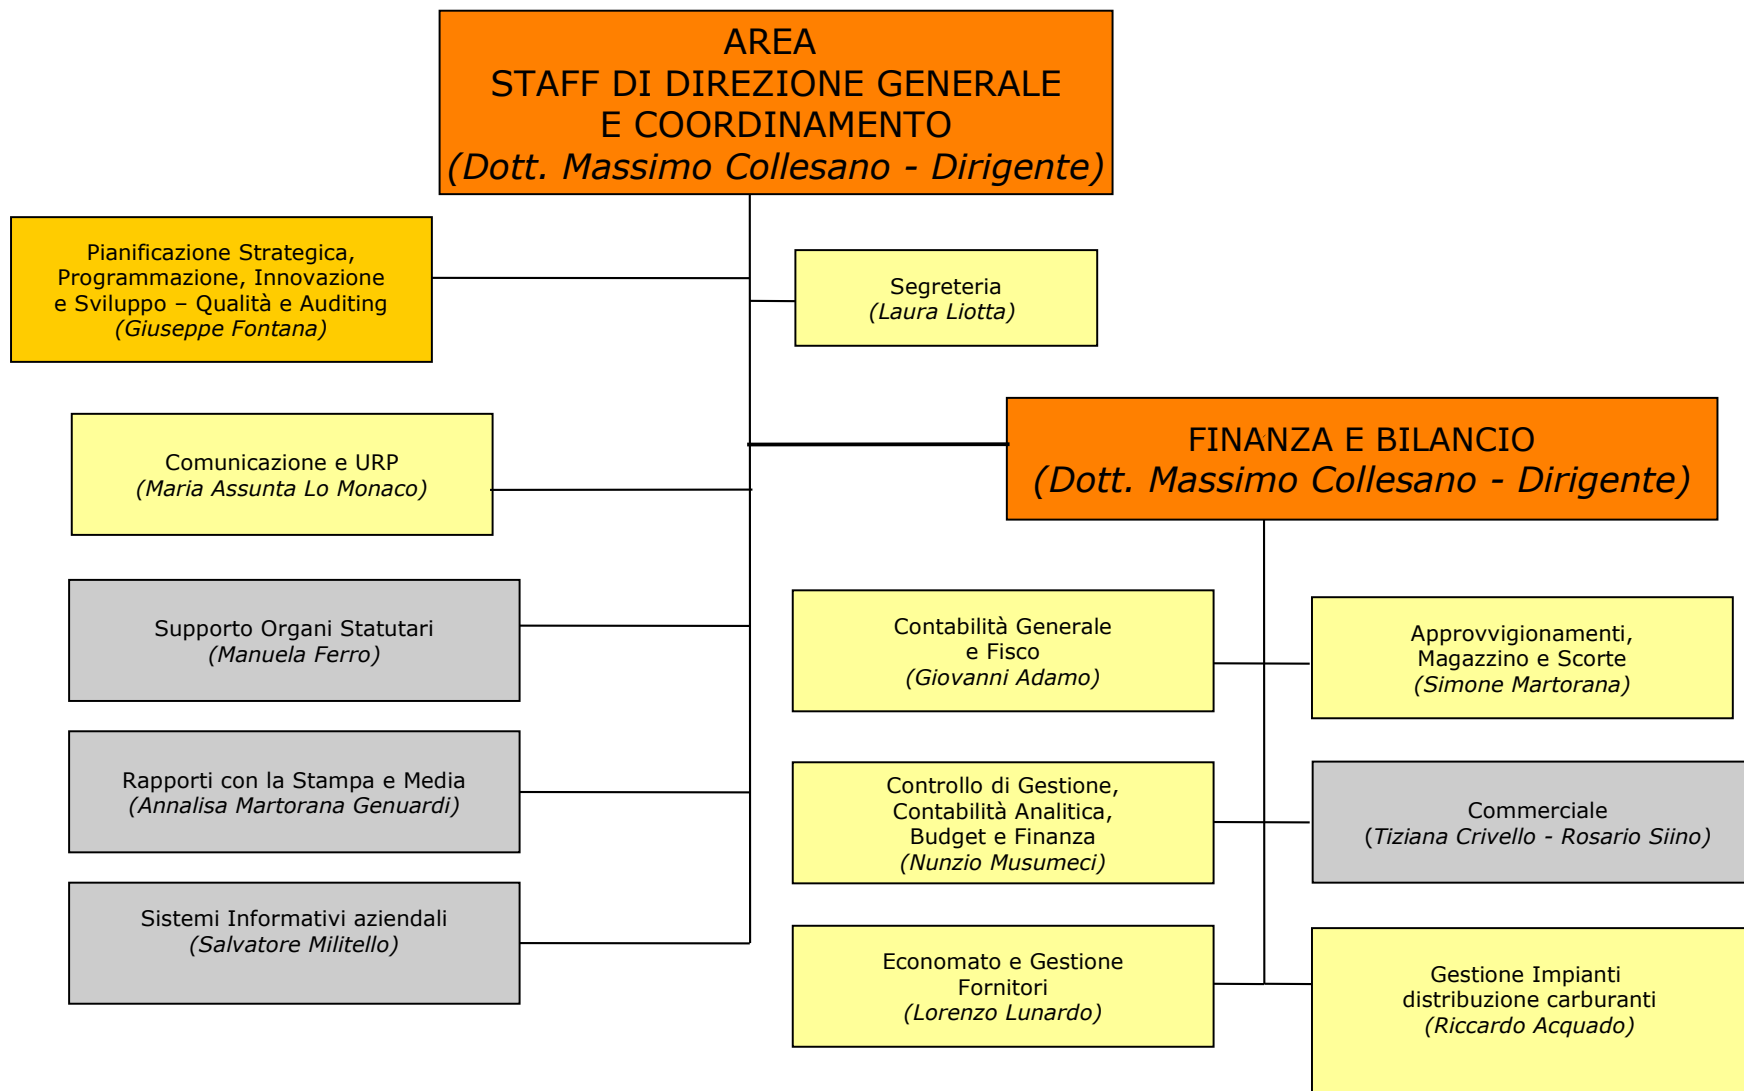 AREA
STAFF DI DIREZIONE GENERALE
E COORDINAMENTO
(Dott. Massimo Collesano - Dirigente)
Pianificazione Strategica,
Programmazione, Innovazione
e Sviluppo – Qualità e Auditing
(Giuseppe Fontana)
Segreteria
(Laura Liotta)
Comunicazione e URP
(Maria Assunta Lo Monaco)
FINANZA E BILANCIO
(Dott. Massimo Collesano - Dirigente)
Supporto Organi Statutari
(Manuela Ferro)
Contabilità Generale
e Fisco
(Giovanni Adamo)
Approvvigionamenti,
Magazzino e Scorte
(Simone Martorana)
Rapporti con la Stampa e Media
(Annalisa Martorana Genuardi)
Controllo di Gestione,
Contabilità Analitica,
Budget e Finanza
(Nunzio Musumeci)
Commerciale
(Tiziana Crivello - Rosario Siino)
Sistemi Informativi aziendali
(Salvatore Militello)
Economato e Gestione
Fornitori
(Lorenzo Lunardo)
Gestione Impianti
distribuzione carburanti
(Riccardo Acquado)